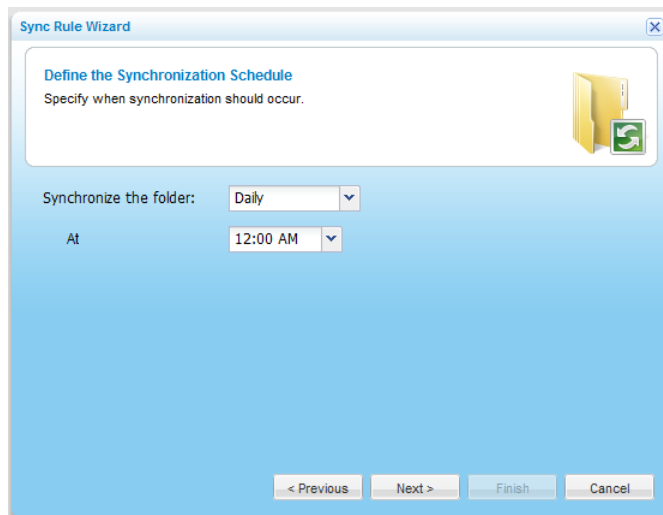 Sync Rule Wizard
Define the Synchronization Schedule
Specify when synchronization should occur.
Synchronize the folder: Daily
At 12:00 AM
< Previous Next > Finish Cancel